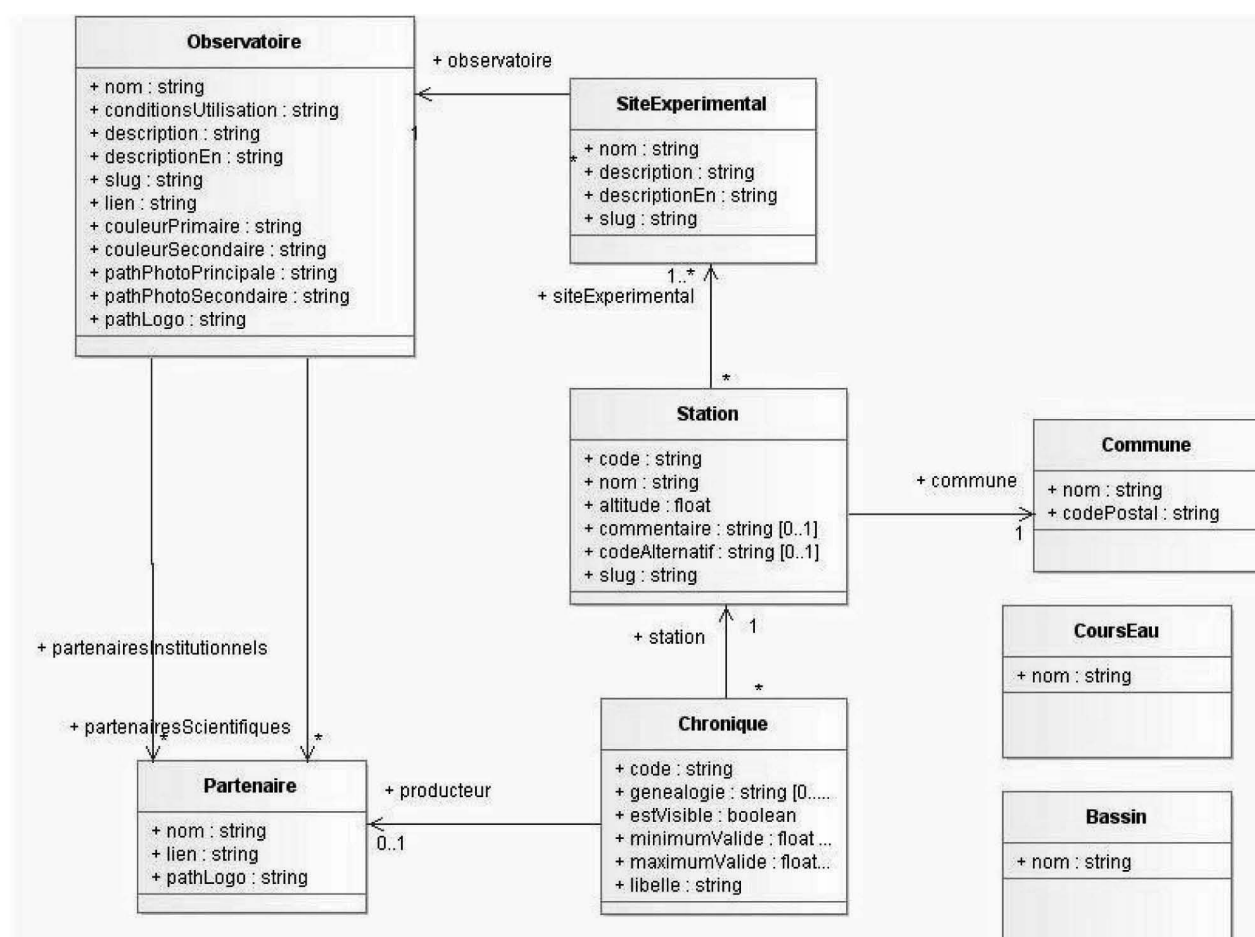 Observatoire
+ nom : string
+ conditionsUtilisation : string
+ description : string
+ descriptionEn : string
+ slug : string
+ lien : string
+ couleurPrimaire : string
+ couleurSecondaire : string
+ pathPhotoPrincipale : string
+ pathPhotoSecondaire : string
+ pathLogo : string
+ observatoire
1
*
SiteExperimental
+ nom : string
+ description : string
+ descriptionEn : string
+ slug : string
1..*
+ siteExperimental
*
Station
+ code : string
+ nom : string
+ altitude : float
+ commentaire : string [0..1]
+ codeAlternatif : string [0..1]
+ slug : string
+ commune
1
Commune
+ nom : string
+ codePostal : string
CoursEau
+ nom : string
Bassin
+ nom : string
+ station
1
*
Chronique
+ code : string
+ genealogie : string [0.....
+ estVisible : boolean
+ minimumValide : float ...
+ maximumValide : float...
+ libelle : string
+ producteur
0..1
+ partenairesInstitutionnels
+ partenairesScientifiques
*
*
Partenaire
+ nom : string
+ lien : string
+ pathLogo : string